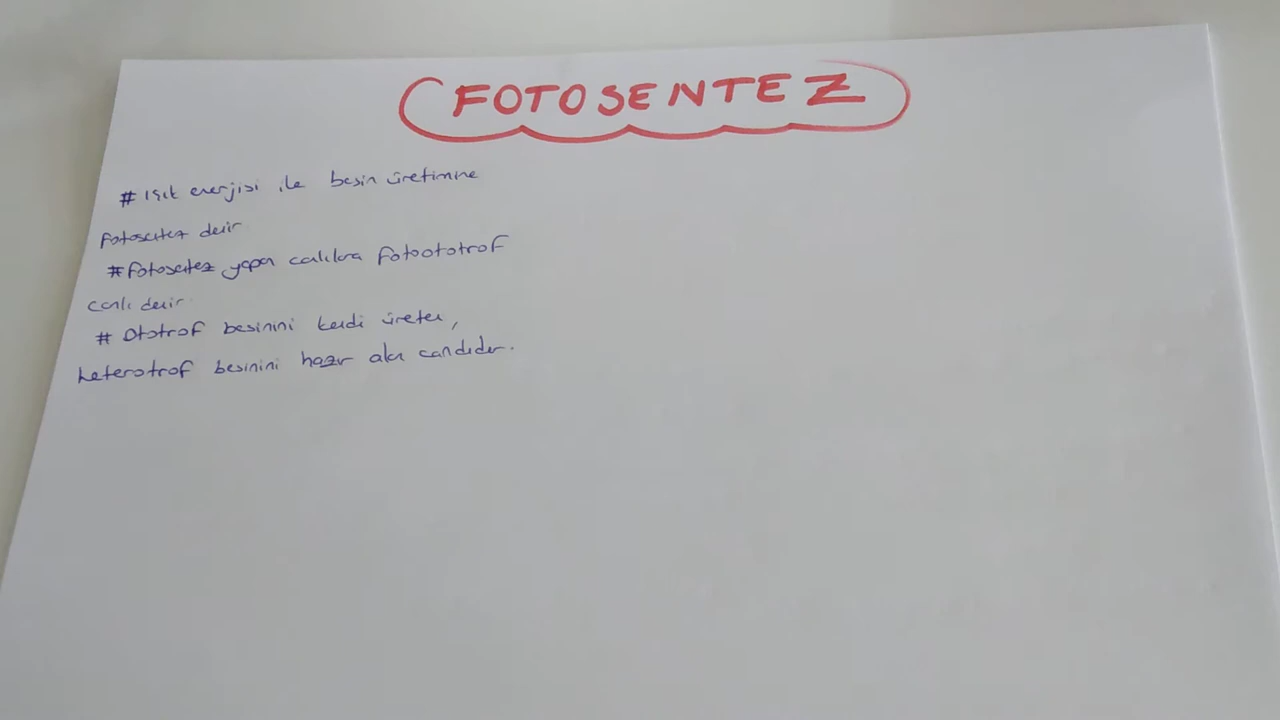 FOTOSENTEZ
# Işık enerjisi ile besin üretimine
Fotosentez denir
# Fotosentez yapan canlılara fotoototrof
canlı denir
# Ototrof besinini kendi üreten,
heterotrof besinini hazır alan canlıdır.